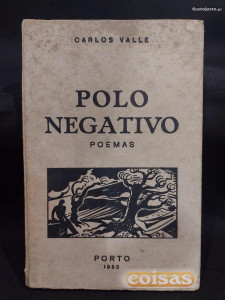 CARLOS VALLE
POLO
NEGATIVO
POEMAS
PORTO
coisas